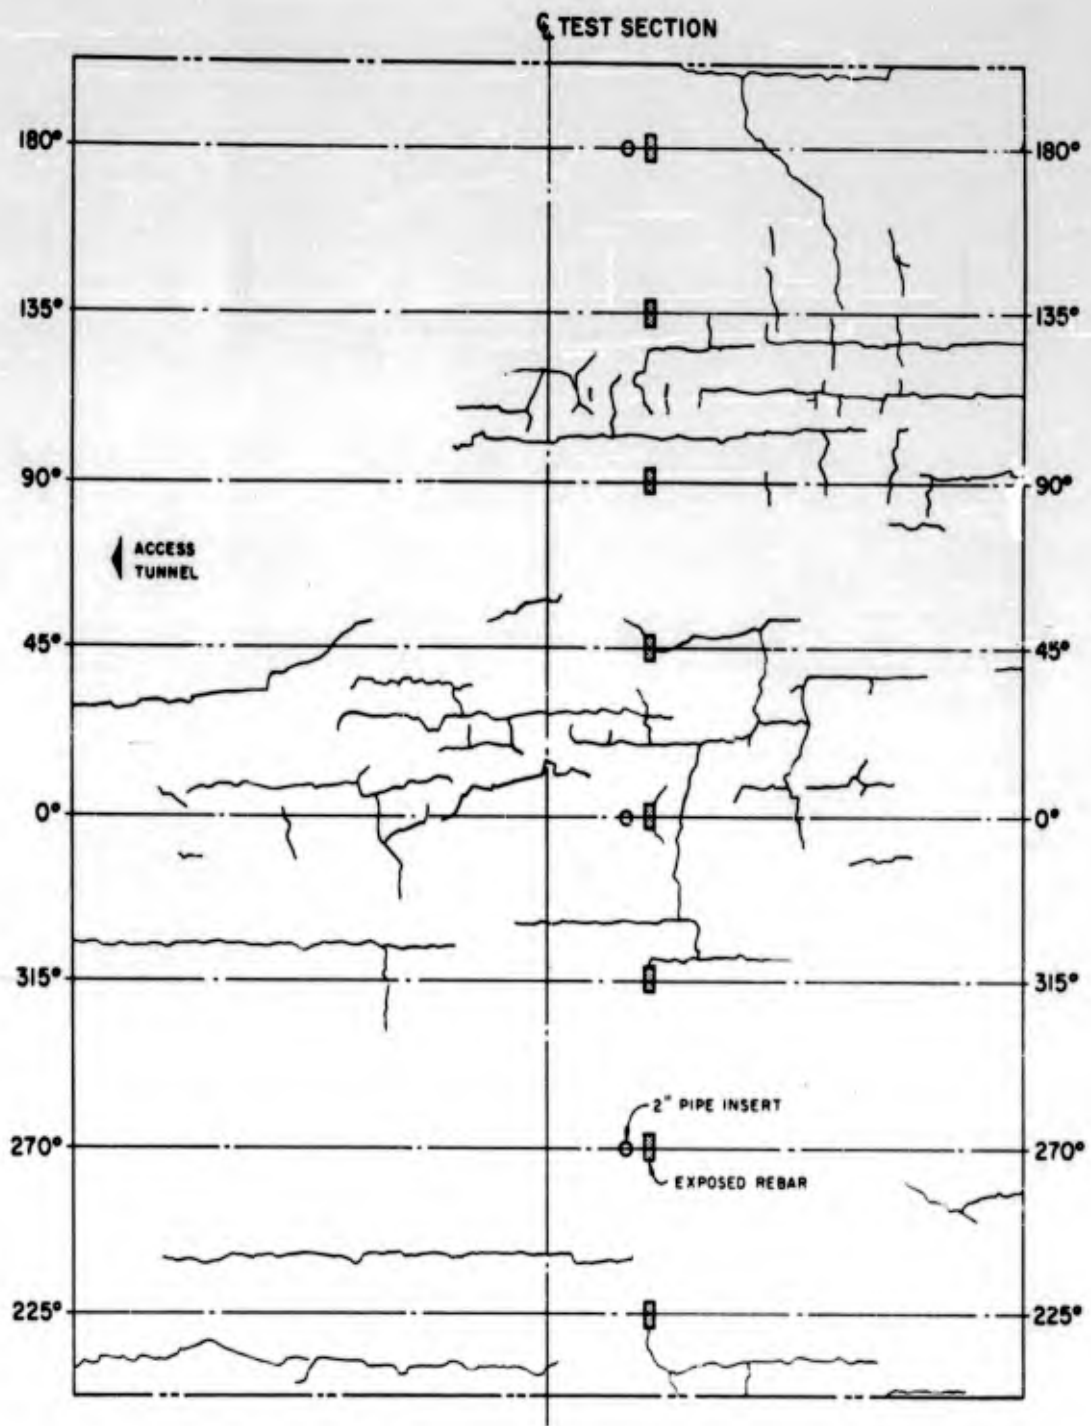 ℄ TEST SECTION
180° 180°
135° 135°
90° 90°
ACCESS
TUNNEL
45° 45°
0° 0°
315° 315°
2" PIPE INSERT
270° 270°
EXPOSED REBAR
225° 225°